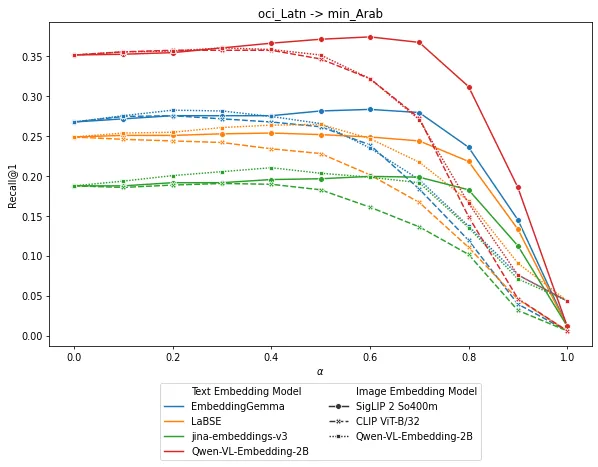 oci_Latn -> min_Arab
Recall@1
0.35
0.30
0.25
0.20
0.15
0.10
0.05
0.00
0.0 0.2 0.4 0.6 0.8 1.0
α
Text Embedding Model
EmbeddingGemma
LaBSE
jina-embeddings-v3
Qwen-VL-Embedding-2B
Image Embedding Model
SigLIP 2 So400m
CLIP ViT-B/32
Qwen-VL-Embedding-2B